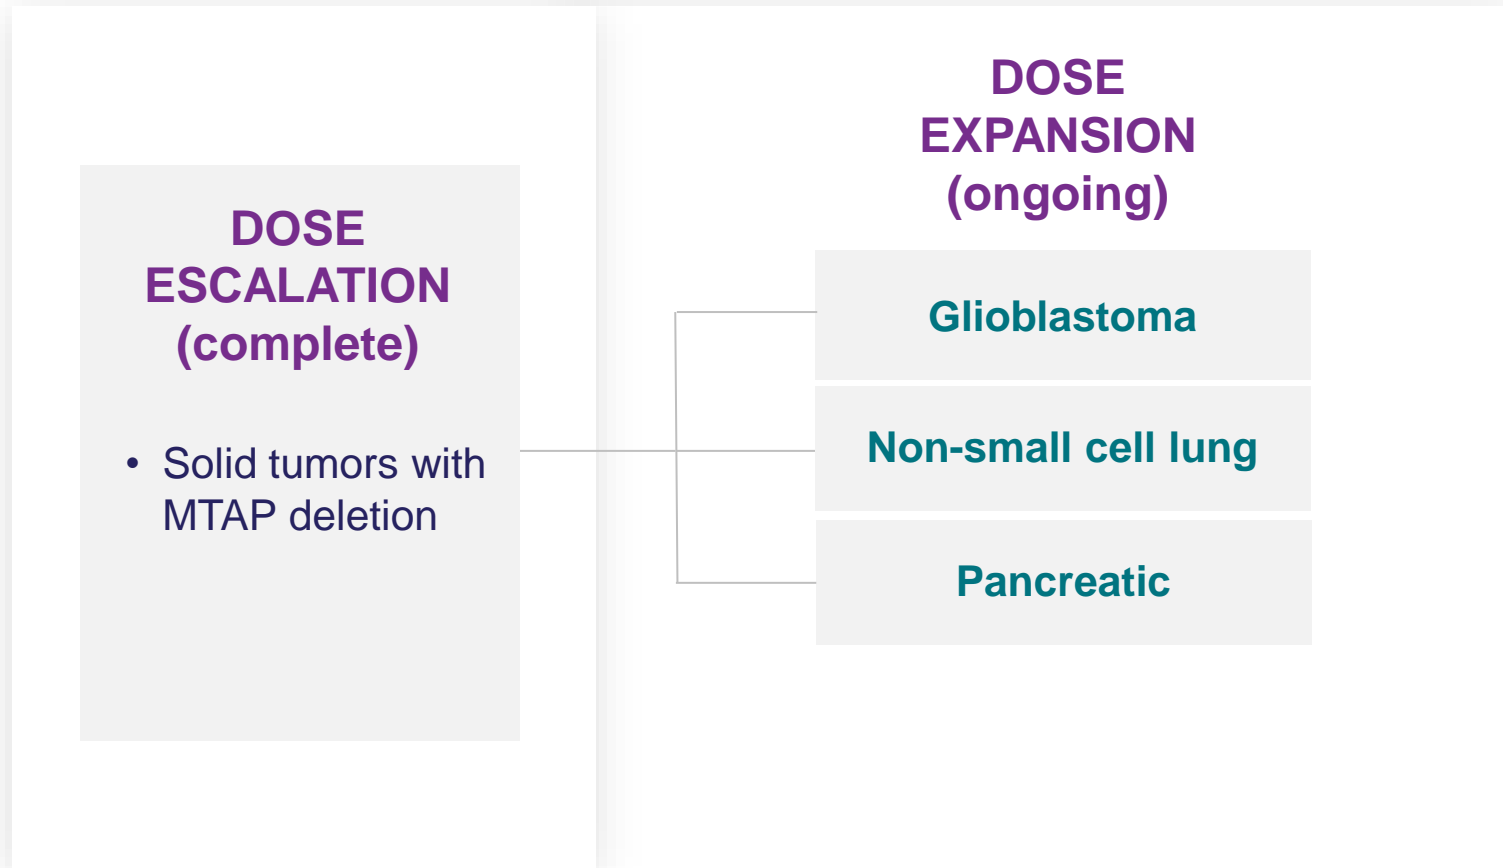 DOSE
ESCALATION
(complete)
• Solid tumors with
MTAP deletion
DOSE
EXPANSION
(ongoing)
Glioblastoma
Non-small cell lung
Pancreatic